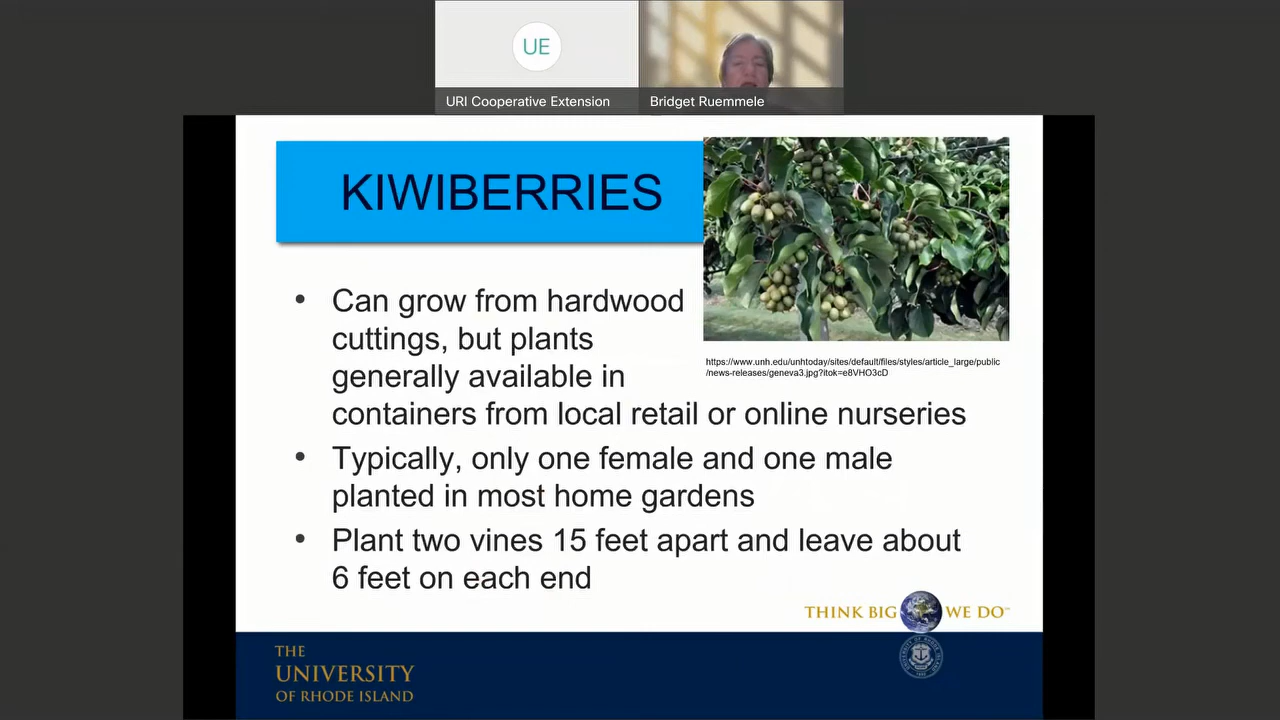 UE
URI Cooperative Extension
Bridget Ruemmele
KIWIBERRIES
• Can grow from hardwood
cuttings, but plants
generally available in
containers from local retail or online nurseries
https://www.unh.edu/unhtoday/sites/default/files/styles/article_large/public
/news-releases/geneva3.jpg?itok=e8VHO3cD
• Typically, only one female and one male
planted in most home gardens
• Plant two vines 15 feet apart and leave about
6 feet on each end
THINK BIG WE DO™
THE
UNIVERSITY
OF RHODE ISLAND